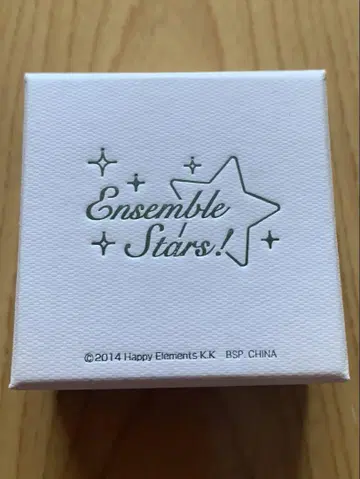 Ensemble
Stars!
©2014 Happy Elements K.K BSP CHINA